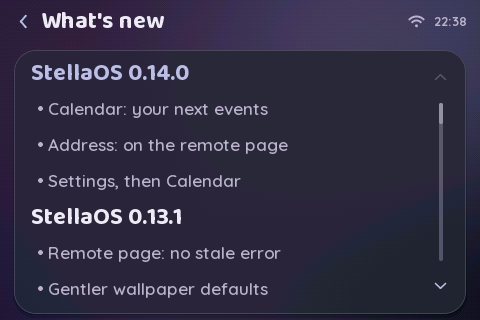 What's new
22:38
StellaOS 0.14.0
• Calendar: your next events
• Address: on the remote page
• Settings, then Calendar
StellaOS 0.13.1
• Remote page: no stale error
• Gentler wallpaper defaults